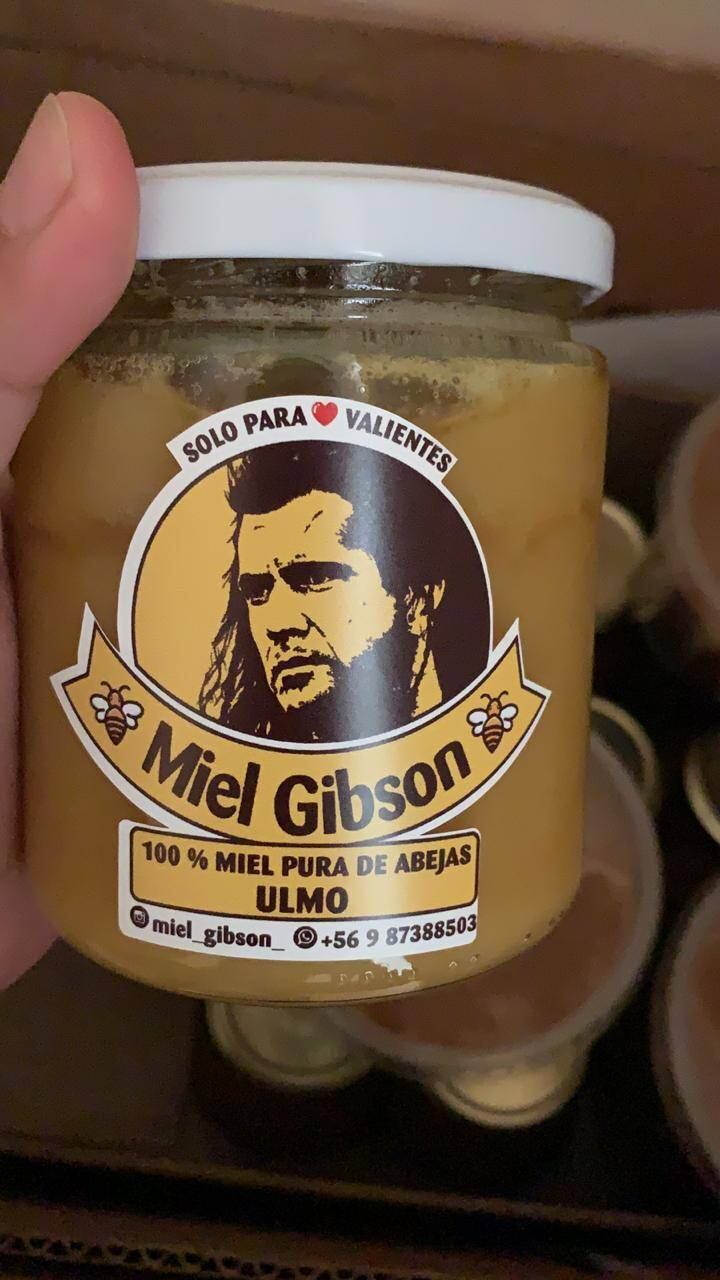 SOLO PARA ❤️ VALIENTES
Miel Gibson
100 % MIEL PURA DE ABEJAS
ULMO
miel_gibson_ +56 9 87388503